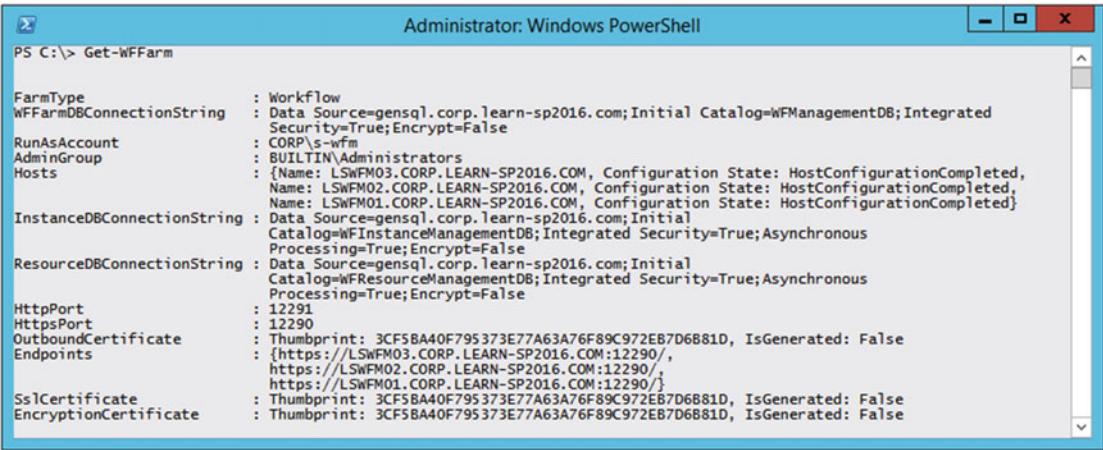 Administrator: Windows PowerShell
PS C:\> Get-WFFarm
FarmType : Workflow
WFFarmDBConnectionString : Data Source=gensql.corp.learn-sp2016.com;Initial Catalog=WFManagementDB;Integrated
Security=True;Encrypt=False
RunAsAccount : CORP\s-wfm
AdminGroup : BUILTIN\Administrators
Hosts : {Name: LSWFM03.CORP.LEARN-SP2016.COM, Configuration State: HostConfigurationCompleted,
Name: LSWFM02.CORP.LEARN-SP2016.COM, Configuration State: HostConfigurationCompleted,
Name: LSWFM01.CORP.LEARN-SP2016.COM, Configuration State: HostConfigurationCompleted}
InstanceDBConnectionString : Data Source=gensql.corp.learn-sp2016.com;Initial
Catalog=WFInstanceManagementDB;Integrated Security=True;Asynchronous
Processing=True;Encrypt=False
ResourceDBConnectionString : Data Source=gensql.corp.learn-sp2016.com;Initial
Catalog=WFResourceManagementDB;Integrated Security=True;Asynchronous
Processing=True;Encrypt=False
HttpPort : 12291
HttpsPort : 12290
OutboundCertificate : Thumbprint: 3CF5BA40F795373E77A63A76F89C972EB7D6B81D, IsGenerated: False
Endpoints : {https://LSWFM03.CORP.LEARN-SP2016.COM:12290/,
https://LSWFM02.CORP.LEARN-SP2016.COM:12290/,
https://LSWFM01.CORP.LEARN-SP2016.COM:12290/}
SslCertificate : Thumbprint: 3CF5BA40F795373E77A63A76F89C972EB7D6B81D, IsGenerated: False
EncryptionCertificate : Thumbprint: 3CF5BA40F795373E77A63A76F89C972EB7D6B81D, IsGenerated: False